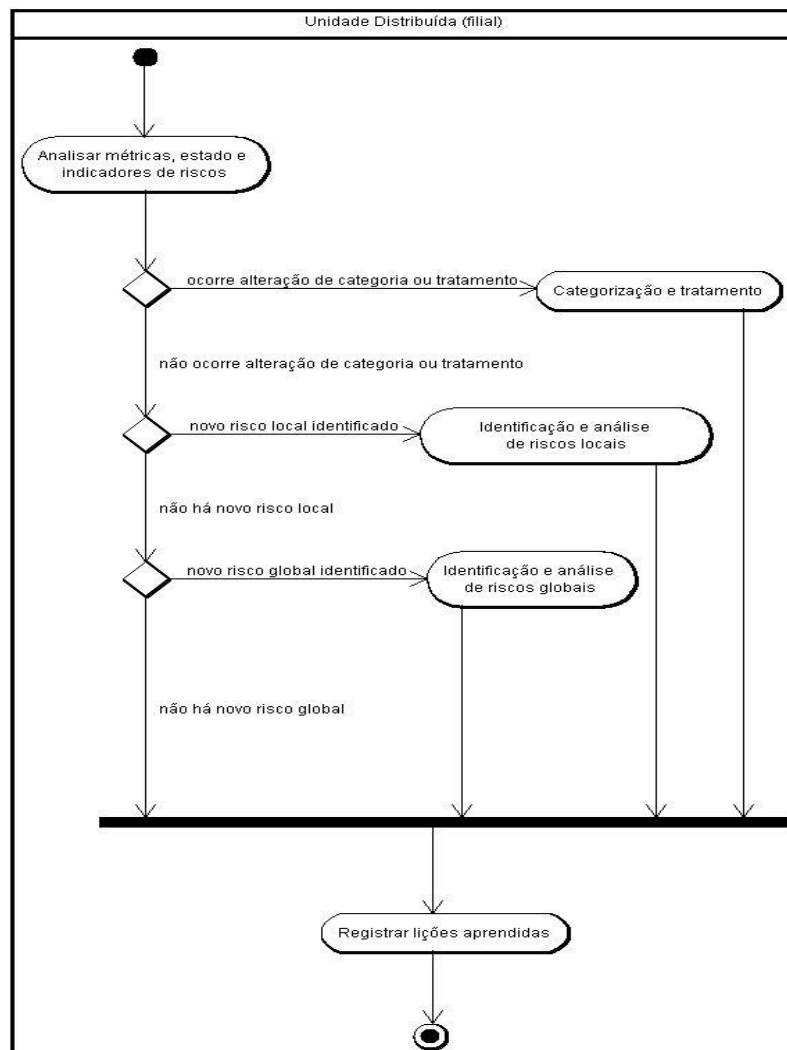 Unidade Distribuída (filial)
Analisar métricas, estado e
indicadores de riscos
ocorre alteração de categoria ou tratamento
Categorização e tratamento
não ocorre alteração de categoria ou tratamento
novo risco local identificado
Identificação e análise
de riscos locais
não há novo risco local
novo risco global identificado
Identificação e análise
de riscos globais
não há novo risco global
Registrar lições aprendidas